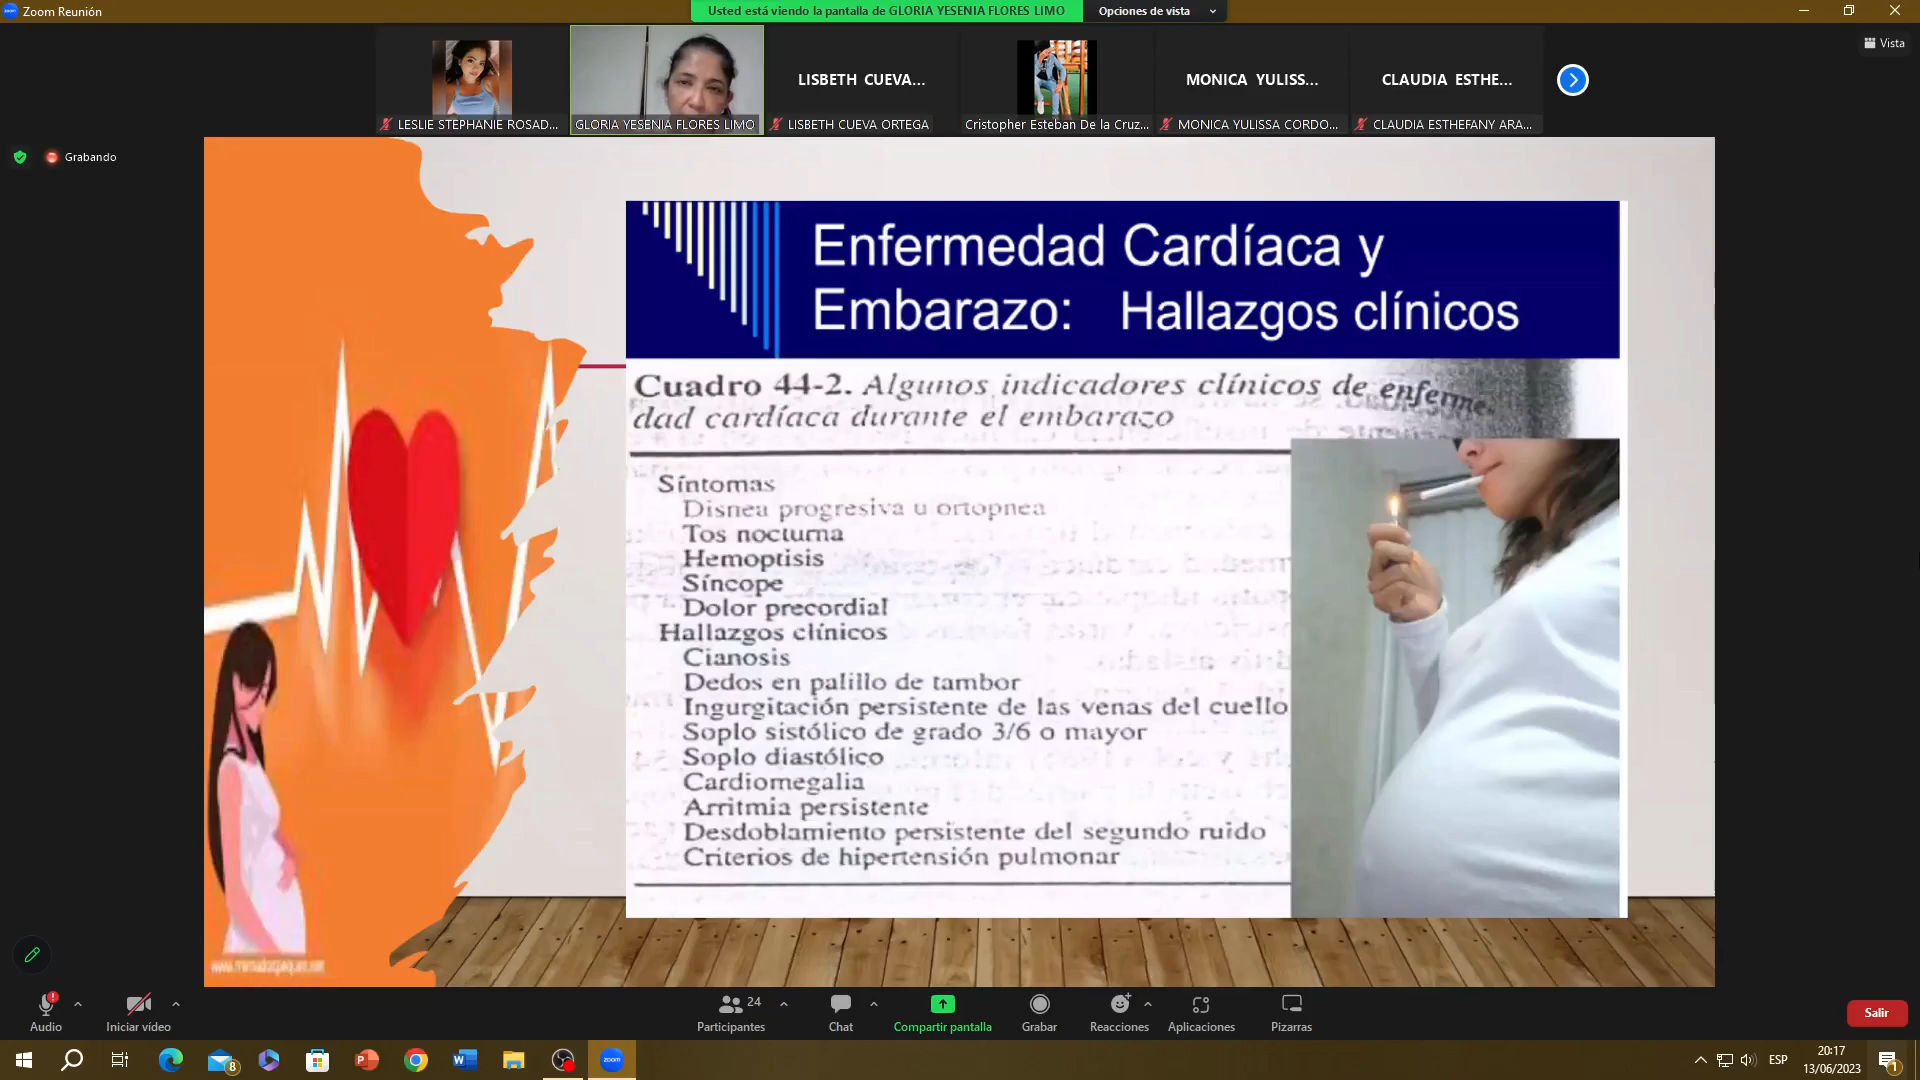 Zoom Reunión
Usted está viendo la pantalla de GLORIA YESENIA FLORES LIMO
Opciones de vista
Vista
LISBETH CUEVA...
MONICA YULISS...
CLAUDIA ESTHE...
LESLIE STEPHANIE ROSAD...
GLORIA YESENIA FLORES LIMO
LISBETH CUEVA ORTEGA
Cristopher Esteban De la Cruz...
MONICA YULISSA CORDO...
CLAUDIA ESTHEFANY ARA...
Grabando
Enfermedad Cardíaca y
Embarazo: Hallazgos clínicos
Cuadro 44-2. Algunos indicadores clínicos de enferme-
dad cardíaca durante el embarazo
Síntomas
Disnea progresiva u ortopnea
Tos nocturna
Hemoptisis
Síncope
Dolor precordial
Hallazgos clínicos
Cianosis
Dedos en palillo de tambor
Ingurgitación persistente de las venas del cuello
Soplo sistólico de grado 3/6 o mayor
Soplo diastólico
Cardiomegalia
Arritmia persistente
Desdoblamiento persistente del segundo ruido
Criterios de hipertensión pulmonar
Audio
Iniciar vídeo
24
Participantes
Chat
Compartir pantalla
Grabar
Reacciones
Aplicaciones
Pizarras
Salir
8
zoom
ESP
20:17
13/06/2023
1